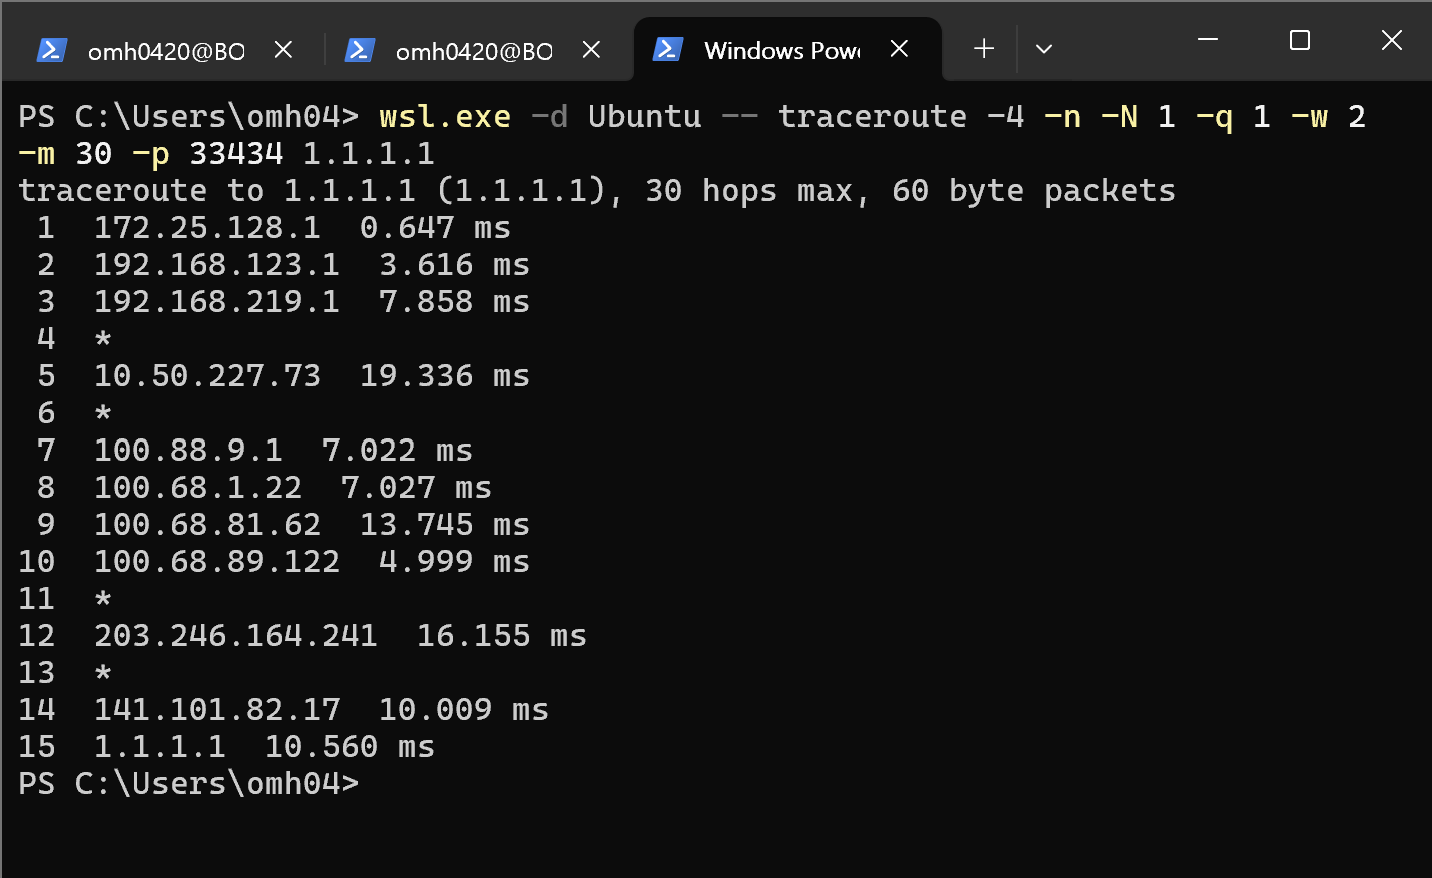 omh0420@BO
omh0420@BO
Windows Powe
PS C:\Users\omh04> wsl.exe -d Ubuntu -- traceroute -4 -n -N 1 -q 1 -w 2
-m 30 -p 33434 1.1.1.1
traceroute to 1.1.1.1 (1.1.1.1), 30 hops max, 60 byte packets
1 172.25.128.1 0.647 ms
2 192.168.123.1 3.616 ms
3 192.168.219.1 7.858 ms
4 *
5 10.50.227.73 19.336 ms
6 *
7 100.88.9.1 7.022 ms
8 100.68.1.22 7.027 ms
9 100.68.81.62 13.745 ms
10 100.68.89.122 4.999 ms
11 *
12 203.246.164.241 16.155 ms
13 *
14 141.101.82.17 10.009 ms
15 1.1.1.1 10.560 ms
PS C:\Users\omh04>